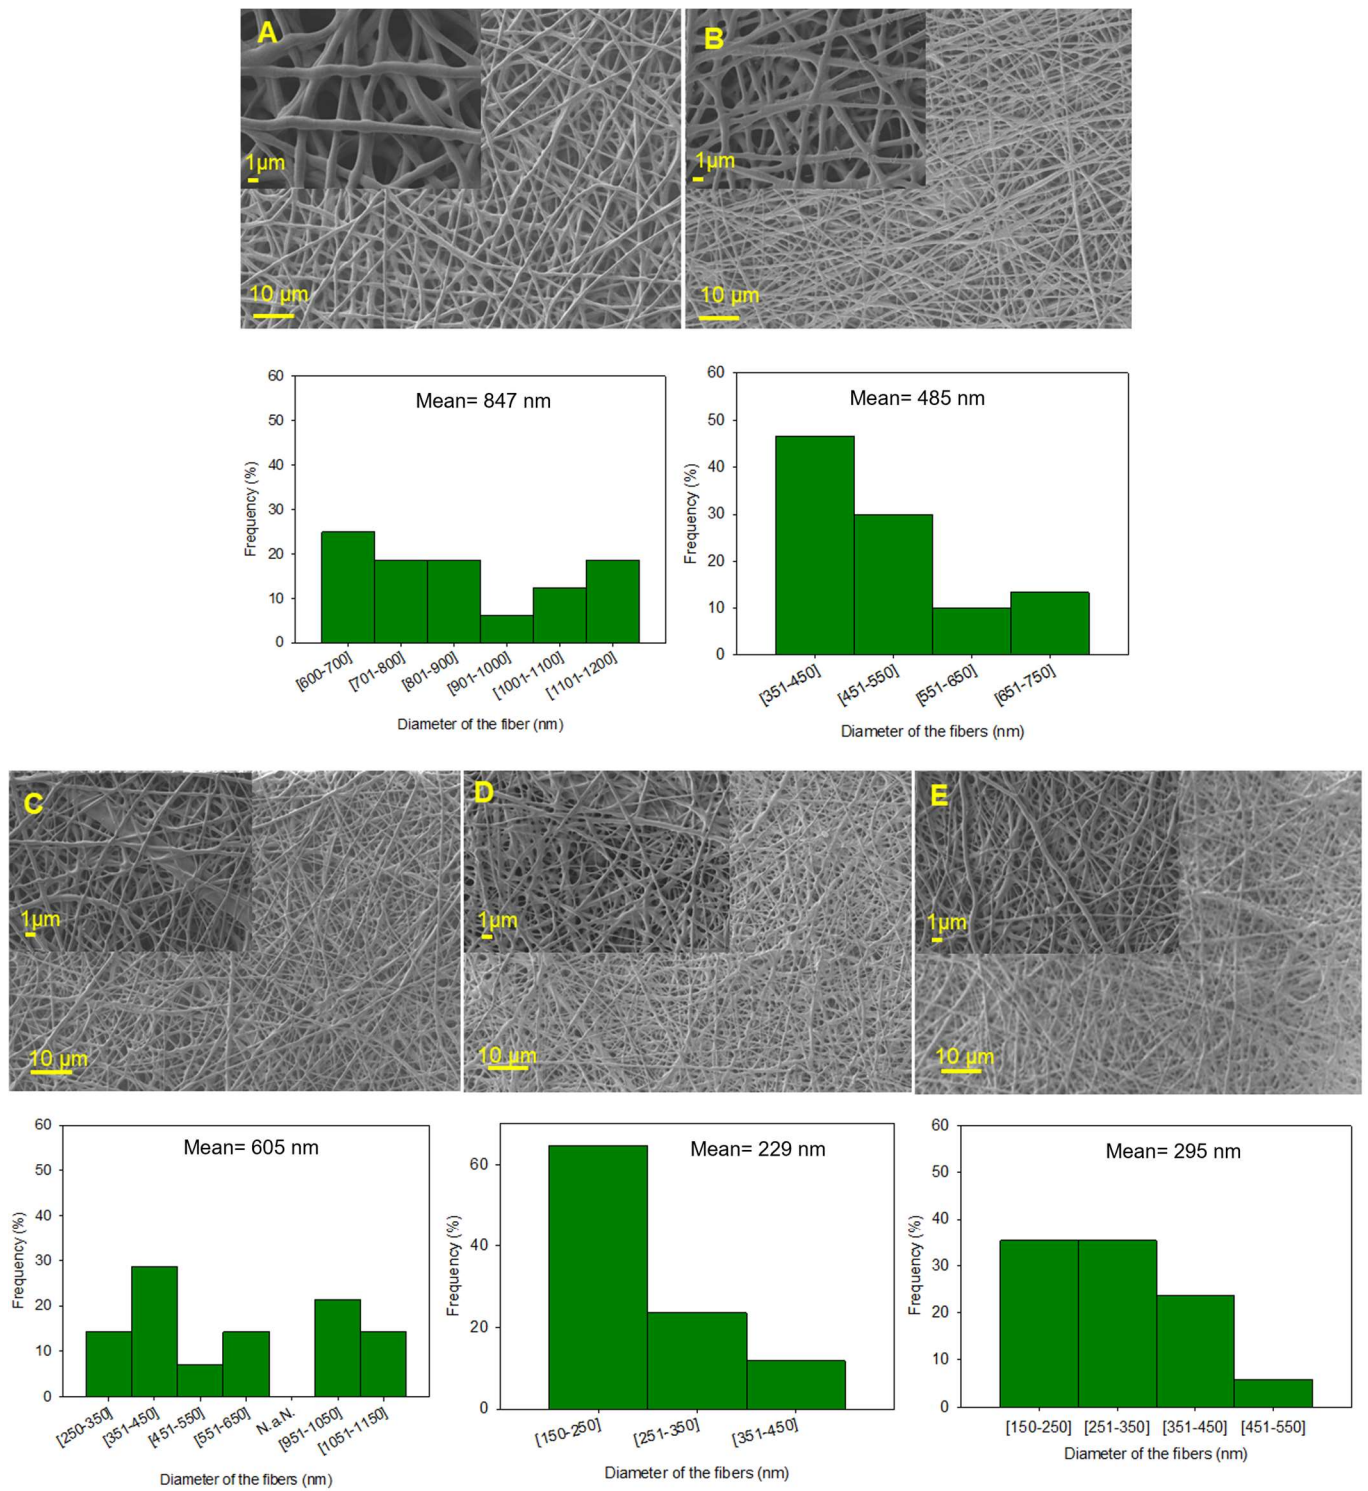 A
1µm
10 µm
B
1µm
10 µm
Mean= 847 nm
60
50
40
30
20
10
0
Frequency (%)
[600-700]
[701-800]
[801-900]
[901-1000]
[1001-1100]
[1101-1200]
Diameter of the fiber (nm)
Mean= 485 nm
60
50
40
30
20
10
0
Frequency (%)
[351-450]
[451-550]
[551-650]
[651-750]
Diameter of the fibers (nm)
C
1µm
10 µm
D
1µm
10 µm
E
1µm
10 µm
Mean= 605 nm
60
50
40
30
20
10
0
Frequency (%)
[250-350]
[351-450]
[451-550]
[551-650]
N.a.N.
[951-1050]
[1051-1150]
Diameter of the fibers (nm)
Mean= 229 nm
60
40
20
0
Frequency (%)
[150-250]
[251-350]
[351-450]
Diameter of the fibers (nm)
Mean= 295 nm
60
50
40
30
20
10
0
Frequency (%)
[150-250]
[251-350]
[351-450]
[451-550]
Diameter of the fibers (nm)